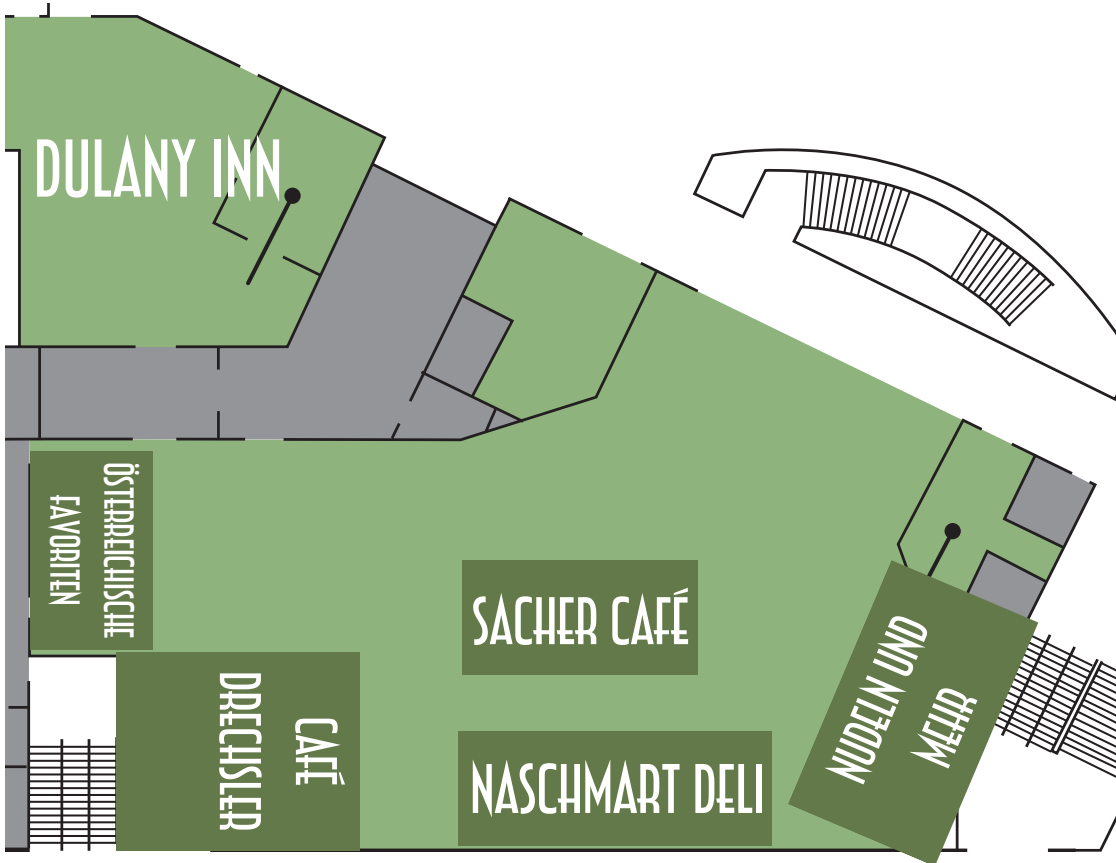 DULANY INN
ÖSTERREICHISCHE
FAVORITEN
SACHER CAFÉ
NUDELN UND
MEHR
CAFÉ
DRECHSLER
NASCHMART DELI